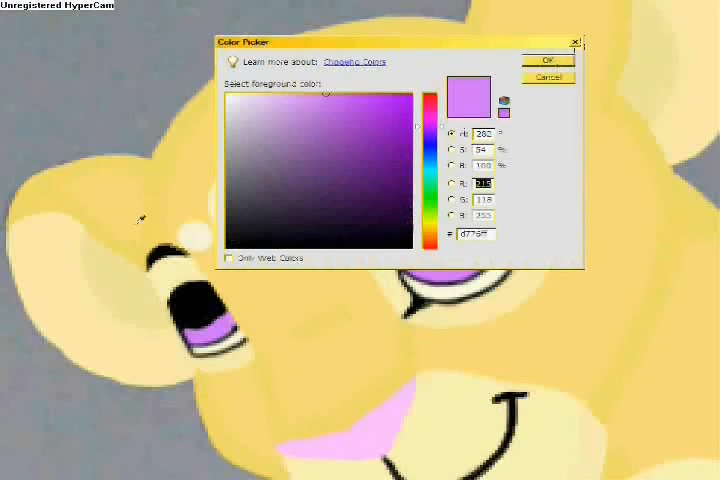 Unregistered HyperCam
Color Picker
Learn more about: Choosing Colors
OK
Cancel
Select foreground color:
H: 282 °
S: 54 %
B: 100 %
R: 215
G: 118
B: 255
# d776ff
Only Web Colors